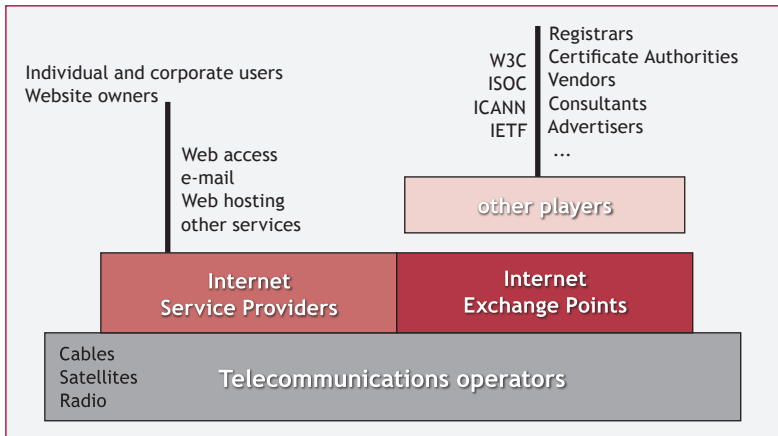 Individual and corporate users
Website owners
Web access
e-mail
Web hosting
other services
W3C
ISOC
ICANN
IETF
Registrars
Certificate Authorities
Vendors
Consultants
Advertisers
...
other players
Internet
Service Providers
Internet
Exchange Points
Cables
Satellites
Radio
Telecommunications operators